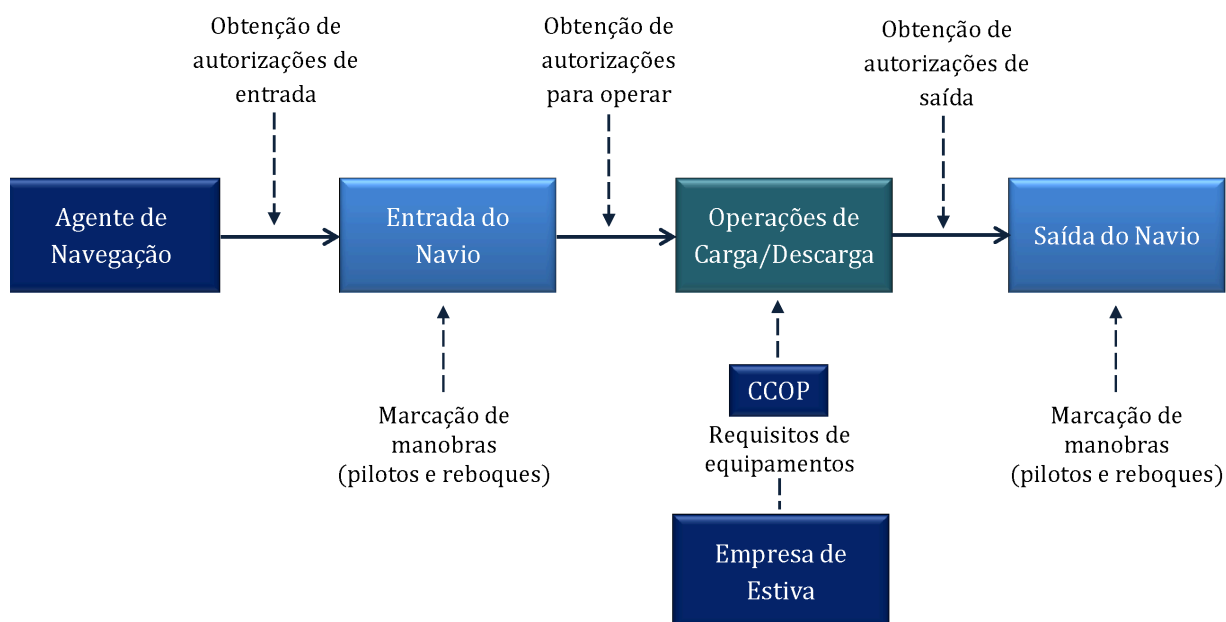 Obtenção de
autorizações de
entrada
Obtenção de
autorizações
para operar
Obtenção de
autorizações de
saída
Agente de
Navegação
Entrada do
Navio
Operações de
Carga/Descarga
Saída do Navio
Marcação de
manobras
(pilotos e reboques)
CCOP
Requisitos de
equipamentos
Marcação de
manobras
(pilotos e reboques)
Empresa de
Estiva